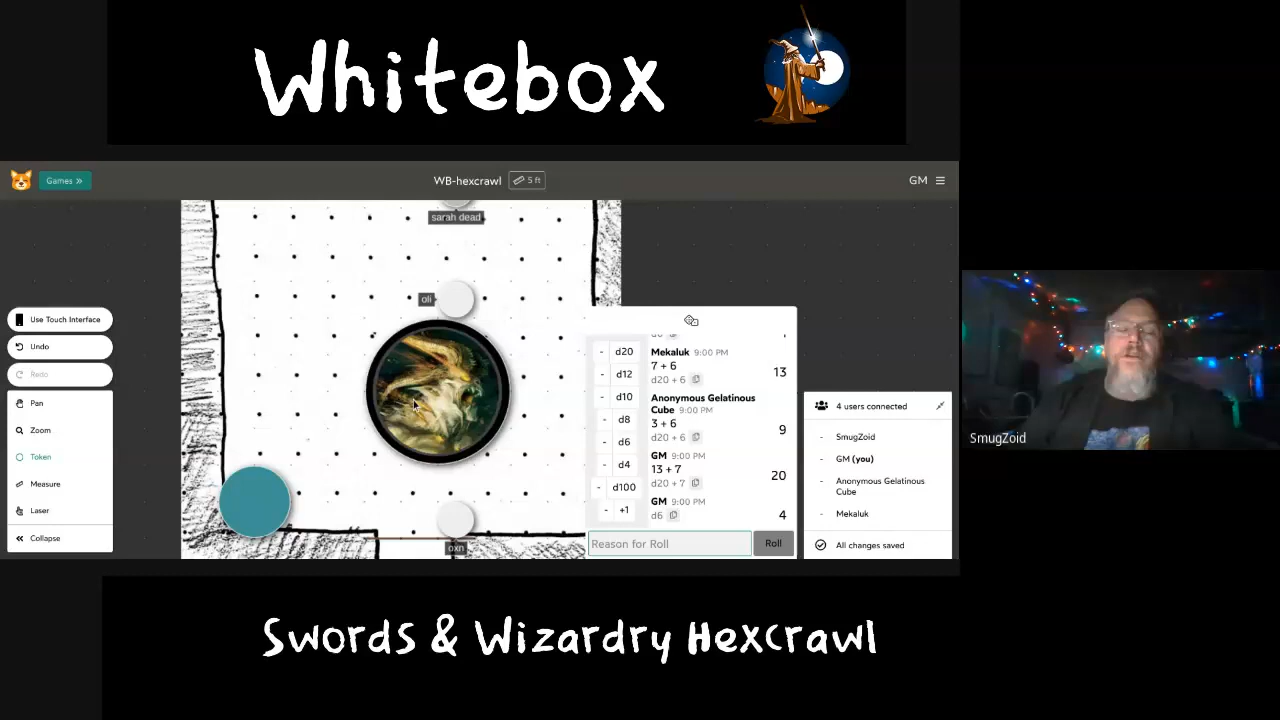 Whitebox
Games »
WB-hexcrawl
5 ft
GM
sarah dead
oli
oxn
Use Touch Interface
Undo
Redo
Pan
Zoom
Token
Measure
Laser
Collapse
- d20
- d12
- d10
- d8
- d6
- d4
- d100
- +1
Mekaluk 9:00 PM
7 + 6
13
d20 + 6
Anonymous Gelatinous
Cube 9:00 PM
3 + 6
9
d20 + 6
GM 9:00 PM
13 + 7
20
d20 + 7
GM 9:00 PM
4
d6
Reason for Roll
Roll
4 users connected
- SmugZoid
- GM (you)
- Anonymous Gelatinous
Cube
- Mekaluk
All changes saved
SmugZoid
Swords & Wizardry Hexcrawl